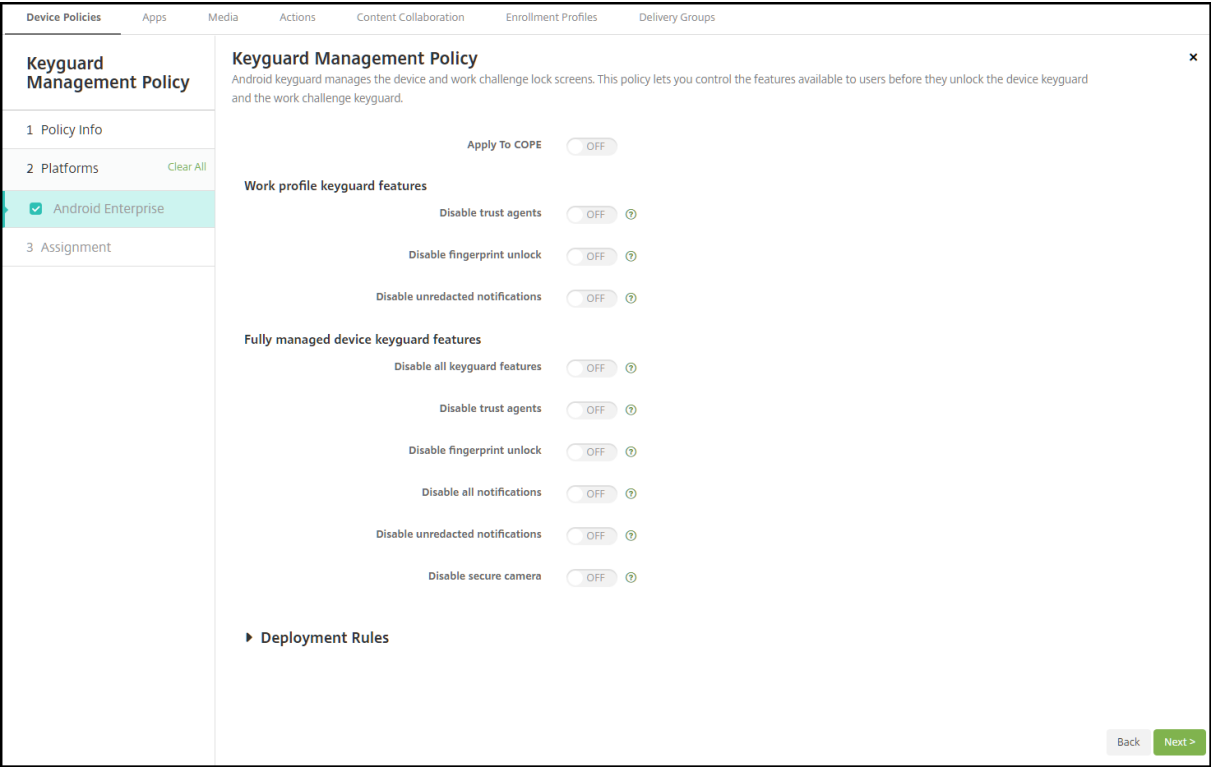 Device Policies Apps Media Actions Content Collaboration Enrollment Profiles Delivery Groups
Keyguard
Management Policy
1 Policy Info
2 Platforms Clear All
Android Enterprise
3 Assignment
Keyguard Management Policy
Android keyguard manages the device and work challenge lock screens. This policy lets you control the features available to users before they unlock the device keyguard
and the work challenge keyguard.
Apply To COPE OFF
Work profile keyguard features
Disable trust agents OFF ?
Disable fingerprint unlock OFF ?
Disable unredacted notifications OFF ?
Fully managed device keyguard features
Disable all keyguard features OFF ?
Disable trust agents OFF ?
Disable fingerprint unlock OFF ?
Disable all notifications OFF ?
Disable unredacted notifications OFF ?
Disable secure camera OFF ?
Deployment Rules
Back Next >